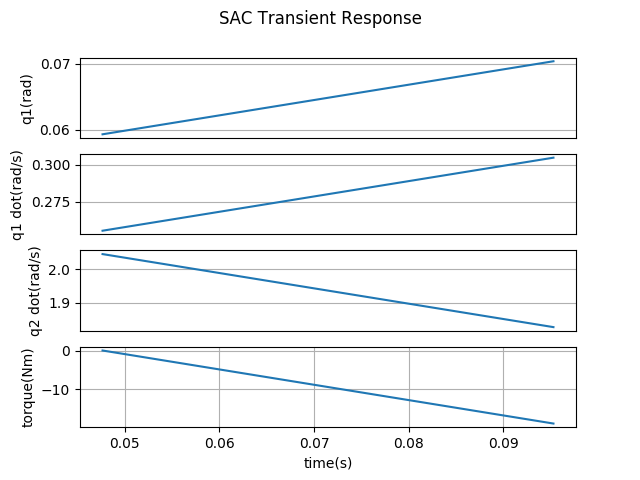 SAC Transient Response
q1(rad)
0.07
0.06
q1 dot(rad/s)
0.300
0.275
q2 dot(rad/s)
2.0
1.9
torque(Nm)
0
−10
0.05 0.06 0.07 0.08 0.09
time(s)